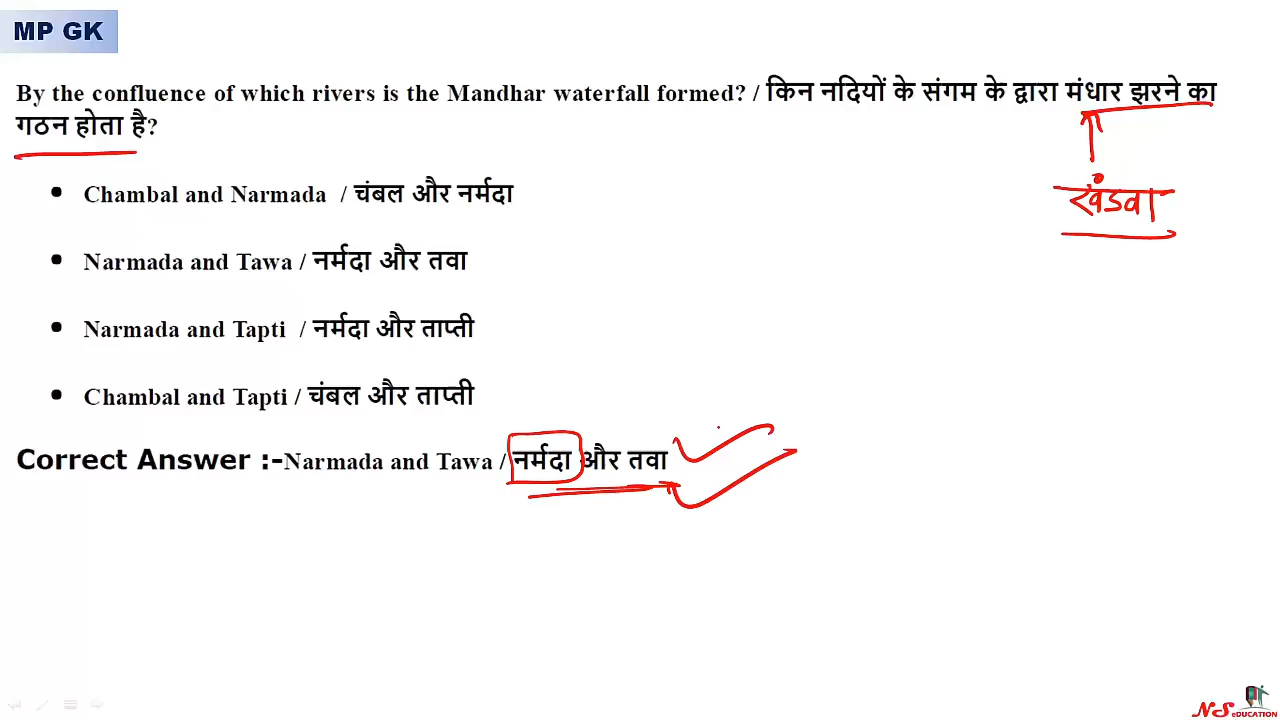 MP GK
By the confluence of which rivers is the Mandhar waterfall formed? / किन नदियों के संगम के द्वारा मंधार झरने का
गठन होता है?
खंडवा
• Chambal and Narmada / चंबल और नर्मदा
• Narmada and Tawa / नर्मदा और तवा
• Narmada and Tapti / नर्मदा और ताप्ती
• Chambal and Tapti / चंबल और ताप्ती
Correct Answer :-Narmada and Tawa / नर्मदा और तवा
NS eDUCATION